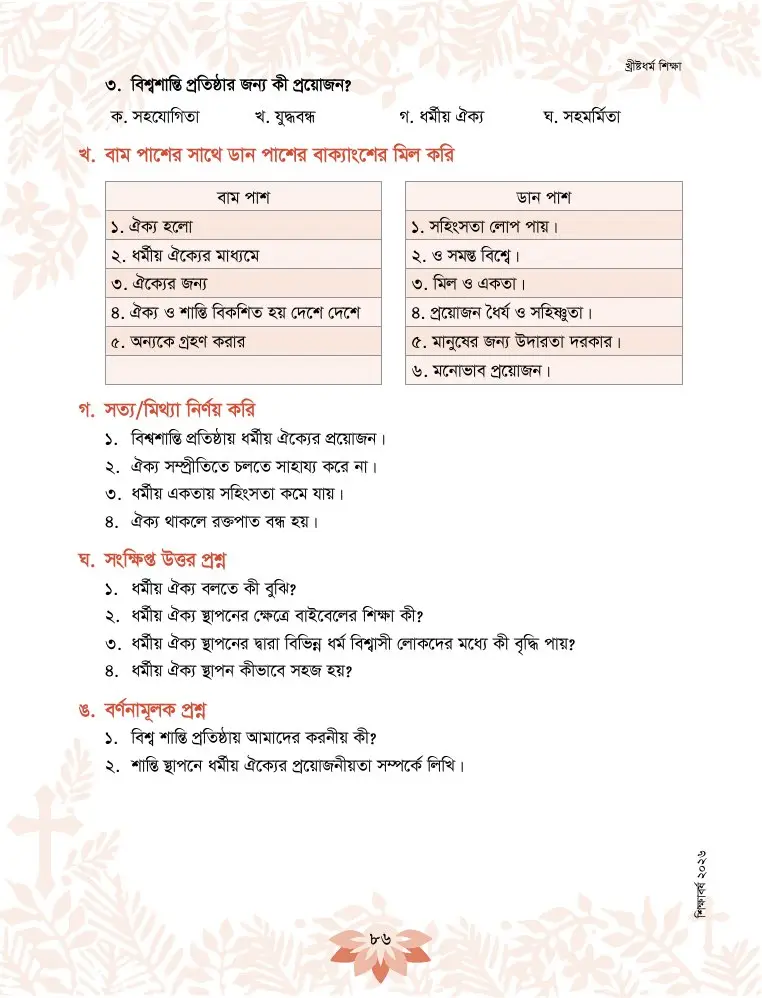 খ্রীষ্টধর্ম শিক্ষা
৩. বিশ্বশান্তি প্রতিষ্ঠার জন্য কী প্রয়োজন?
ক. সহযোগিতা খ. যুদ্ধবন্ধ গ. ধর্মীয় ঐক্য ঘ. সহমর্মিতা
খ. বাম পাশের সাথে ডান পাশের বাক্যাংশের মিল করি
বাম পাশ ডান পাশ
১. ঐক্য হলো ১. সহিংসতা লোপ পায়।
২. ধর্মীয় ঐক্যের মাধ্যমে ২. ও সমস্ত বিশ্বে।
৩. ঐক্যের জন্য ৩. মিল ও একতা।
৪. ঐক্য ও শান্তি বিকশিত হয় দেশে দেশে ৪. প্রয়োজন ধৈর্য ও সহিষ্ণুতা।
৫. অন্যকে গ্রহণ করার ৫. মানুষের জন্য উদারতা দরকার।
৬. মনোভাব প্রয়োজন।
গ. সত্য/মিথ্যা নির্ণয় করি
১. বিশ্বশান্তি প্রতিষ্ঠায় ধর্মীয় ঐক্যের প্রয়োজন।
২. ঐক্য সম্প্রীতিতে চলতে সাহায্য করে না।
৩. ধর্মীয় একতায় সহিংসতা কমে যায়।
৪. ঐক্য থাকলে রক্তপাত বন্ধ হয়।
ঘ. সংক্ষিপ্ত উত্তর প্রশ্ন
১. ধর্মীয় ঐক্য বলতে কী বুঝি?
২. ধর্মীয় ঐক্য স্থাপনের ক্ষেত্রে বাইবেলের শিক্ষা কী?
৩. ধর্মীয় ঐক্য স্থাপনের দ্বারা বিভিন্ন ধর্ম বিশ্বাসী লোকদের মধ্যে কী বৃদ্ধি পায়?
৪. ধর্মীয় ঐক্য স্থাপন কীভাবে সহজ হয়?
ঙ. বর্ণনামূলক প্রশ্ন
১. বিশ্ব শান্তি প্রতিষ্ঠায় আমাদের করনীয় কী?
২. শান্তি স্থাপনে ধর্মীয় ঐক্যের প্রয়োজনীয়তা সম্পর্কে লিখি।
শিক্ষাবর্ষ ২০২৬
৮৬